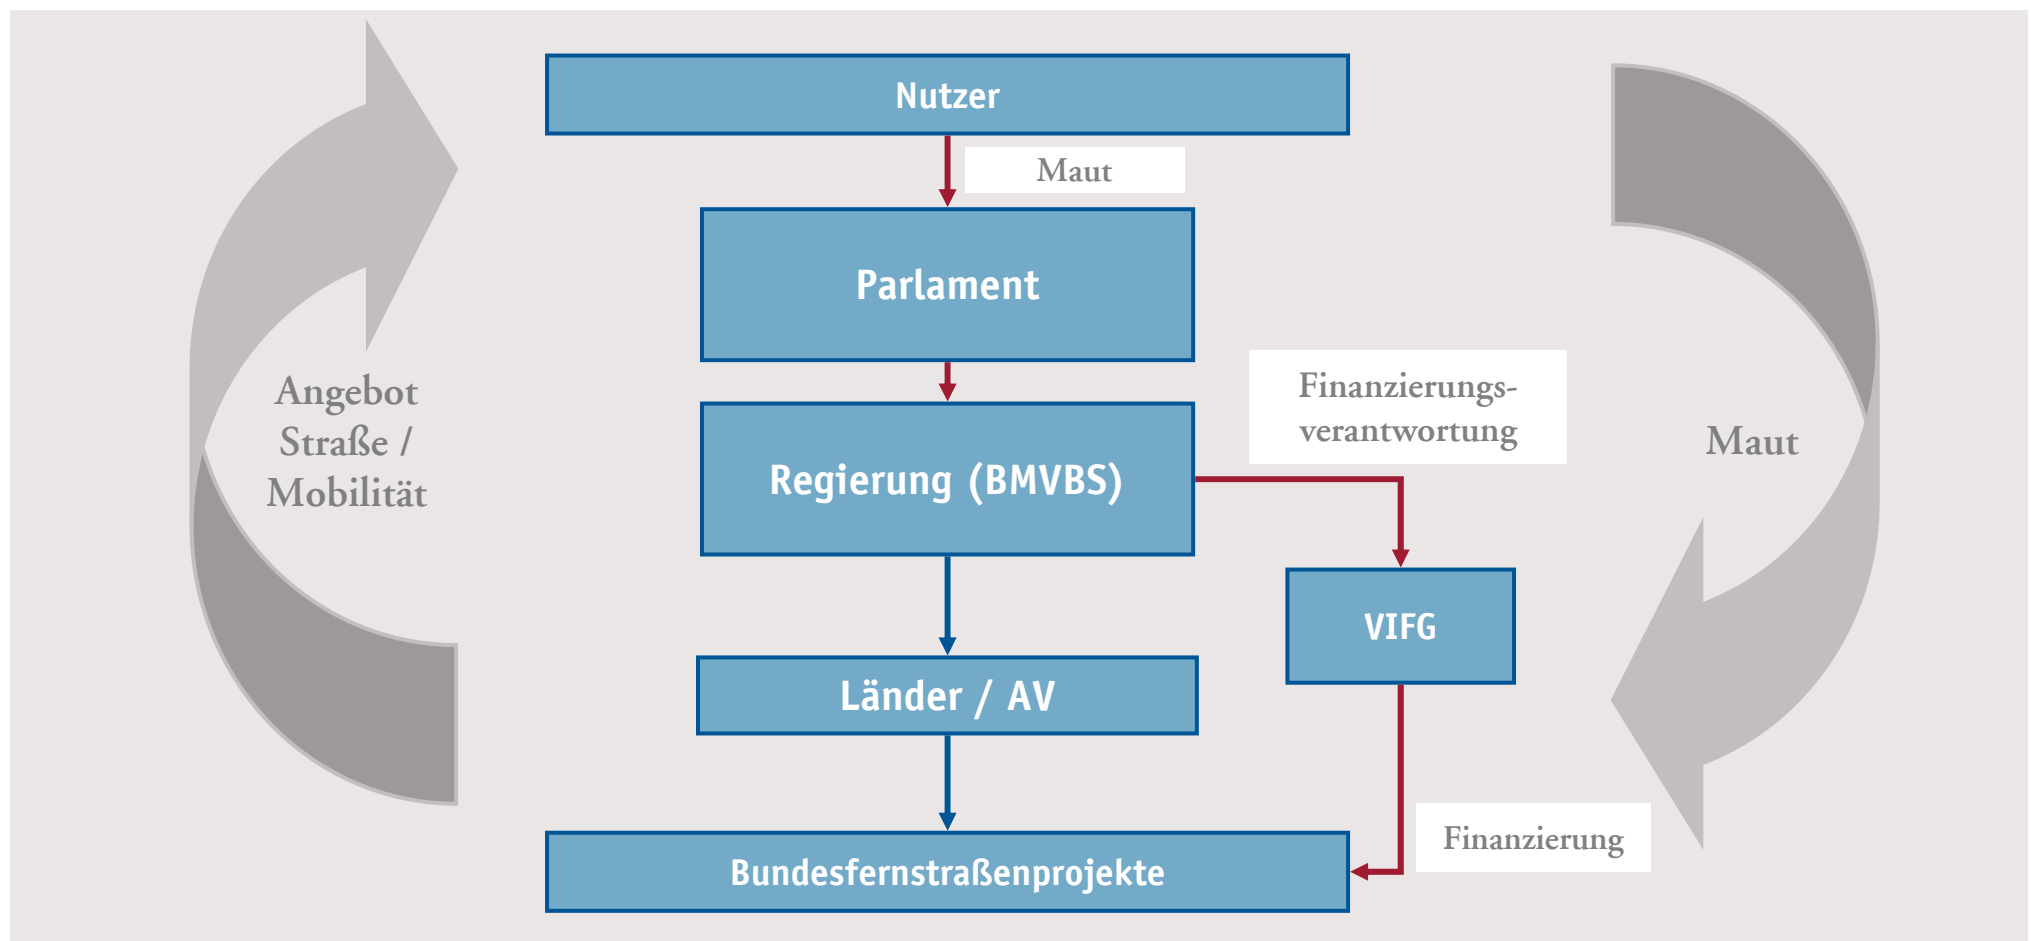 Nutzer
Maut
Parlament
Finanzierungs-
verantwortung
Angebot
Straße /
Mobilität
Maut
Regierung (BMVBS)
VIFG
Länder / AV
Finanzierung
Bundesfernstraßenprojekte